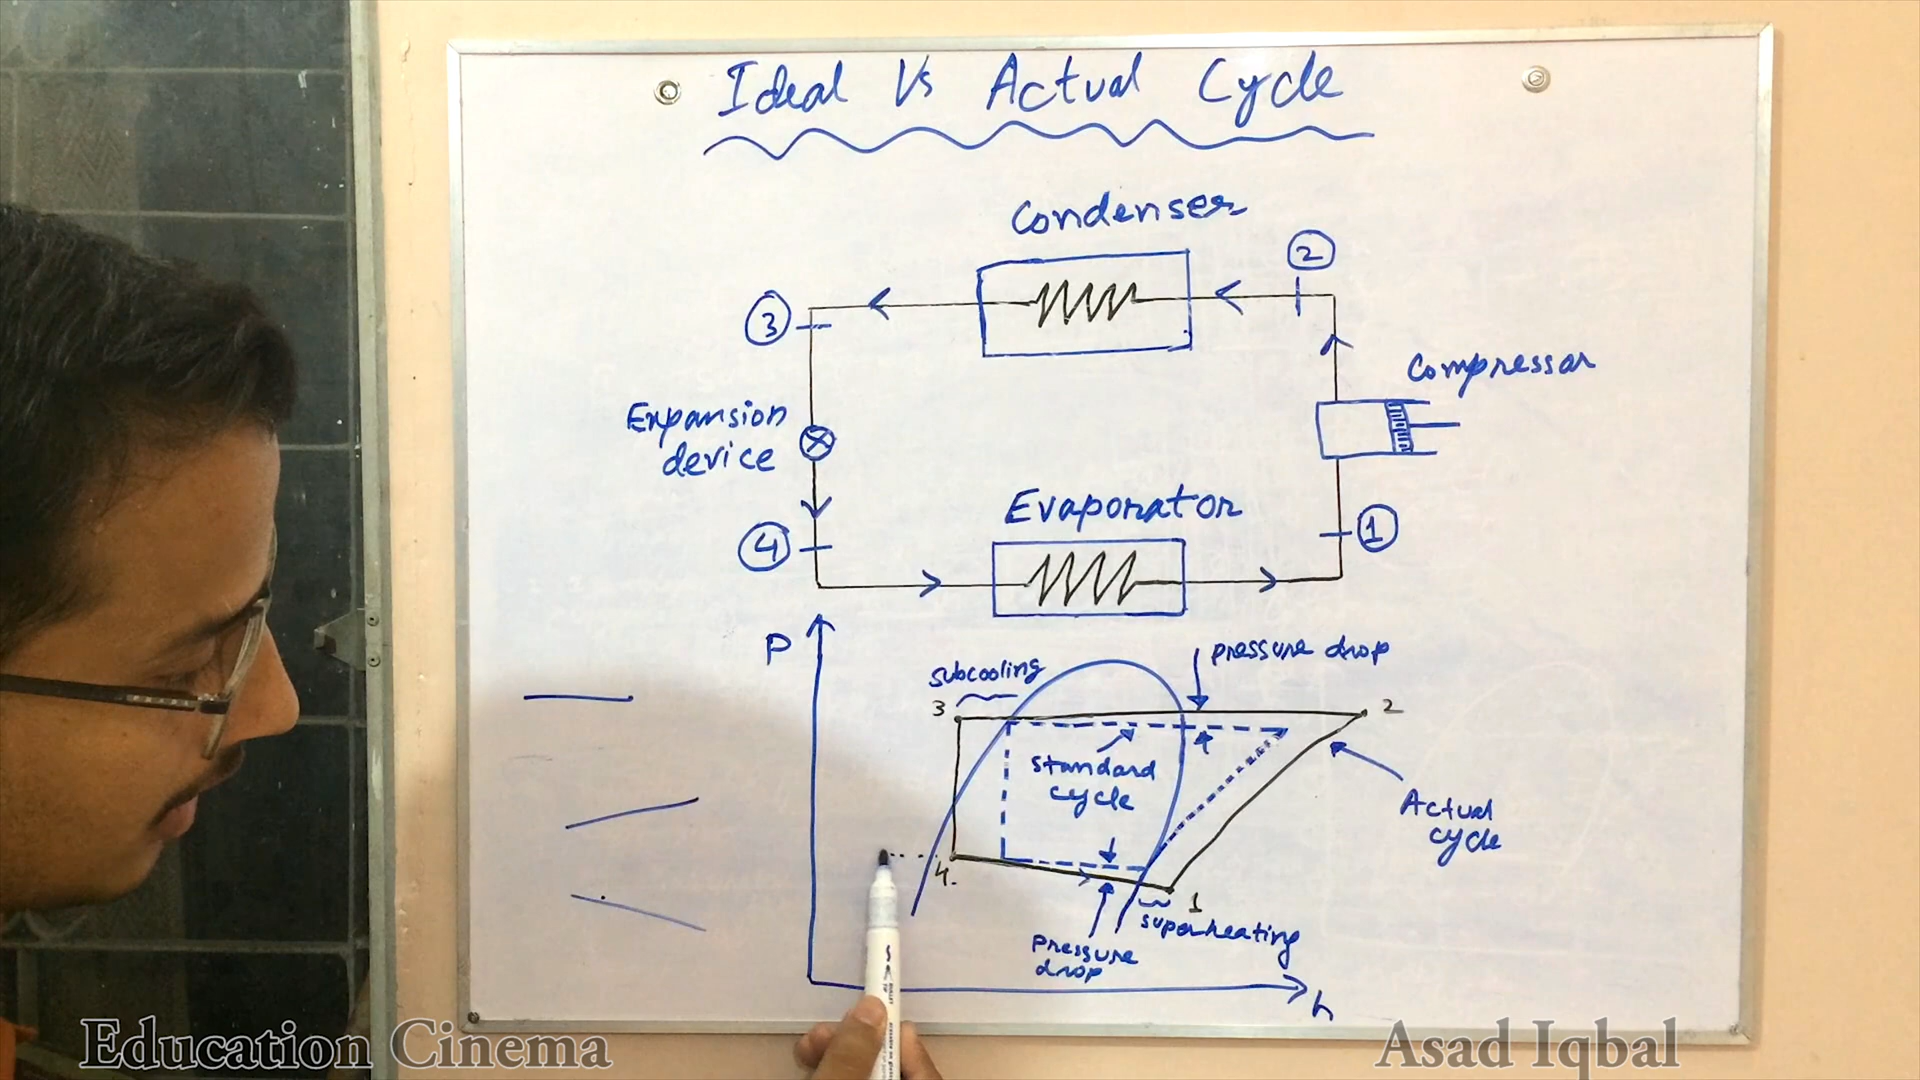 Ideal Vs Actual Cycle
Condenser
2
3
Compressor
Expansion
device
Evaporator
4
1
P
subcooling
pressure drop
3
2
Standard
cycle
Actual
cycle
4.
1
superheating
pressure
drop
h
Education Cinema
Asad Iqbal